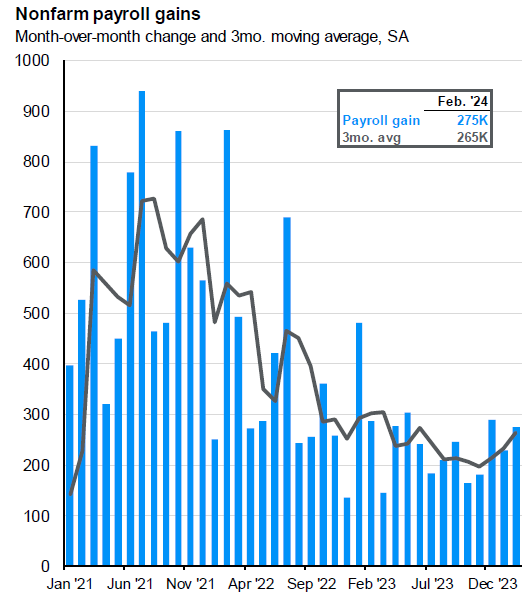 Nonfarm payroll gains
Month-over-month change and 3mo. moving average, SA
1000
900
800
700
600
500
400
300
200
100
0
Feb. '24
Payroll gain 275K
3mo. avg 265K
Jan '21 Jun '21 Nov '21 Apr '22 Sep '22 Feb '23 Jul '23 Dec '23